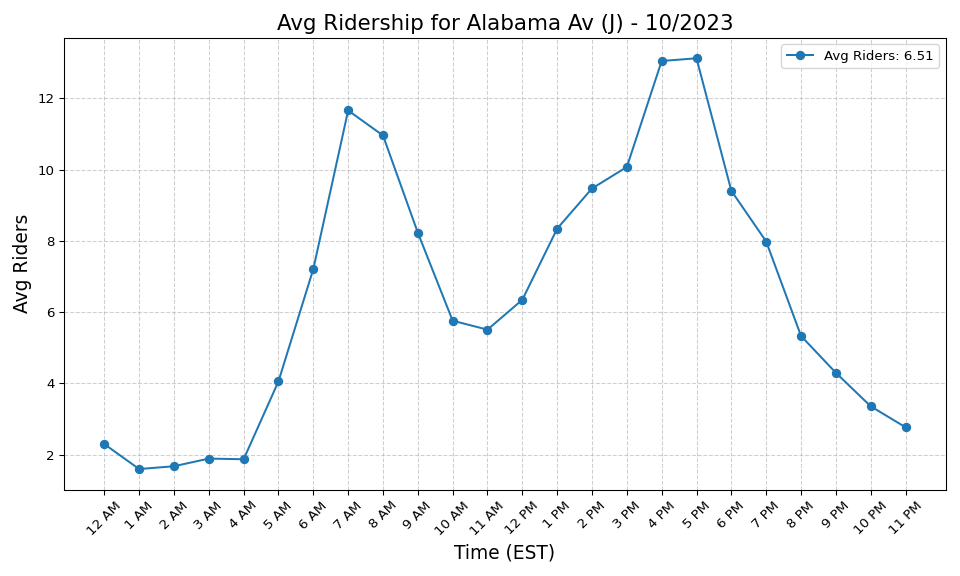 Avg Ridership for Alabama Av (J) - 10/2023
Avg Riders: 6.51
Avg Riders
12
10
8
6
4
2
12 AM
1 AM
2 AM
3 AM
4 AM
5 AM
6 AM
7 AM
8 AM
9 AM
10 AM
11 AM
12 PM
1 PM
2 PM
3 PM
4 PM
5 PM
6 PM
7 PM
8 PM
9 PM
10 PM
11 PM
Time (EST)